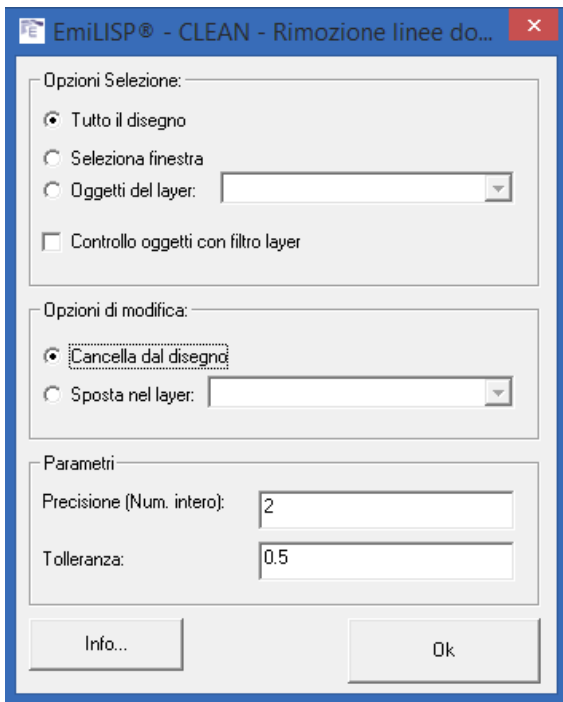 EmiLISP® - CLEAN - Rimozione linee do...
Opzioni Selezione:
Tutto il disegno
Seleziona finestra
Oggetti del layer:
Controllo oggetti con filtro layer
Opzioni di modifica:
Cancella dal disegno
Sposta nel layer:
Parametri
Precisione (Num. intero): 2
Tolleranza: 0.5
Info... Ok